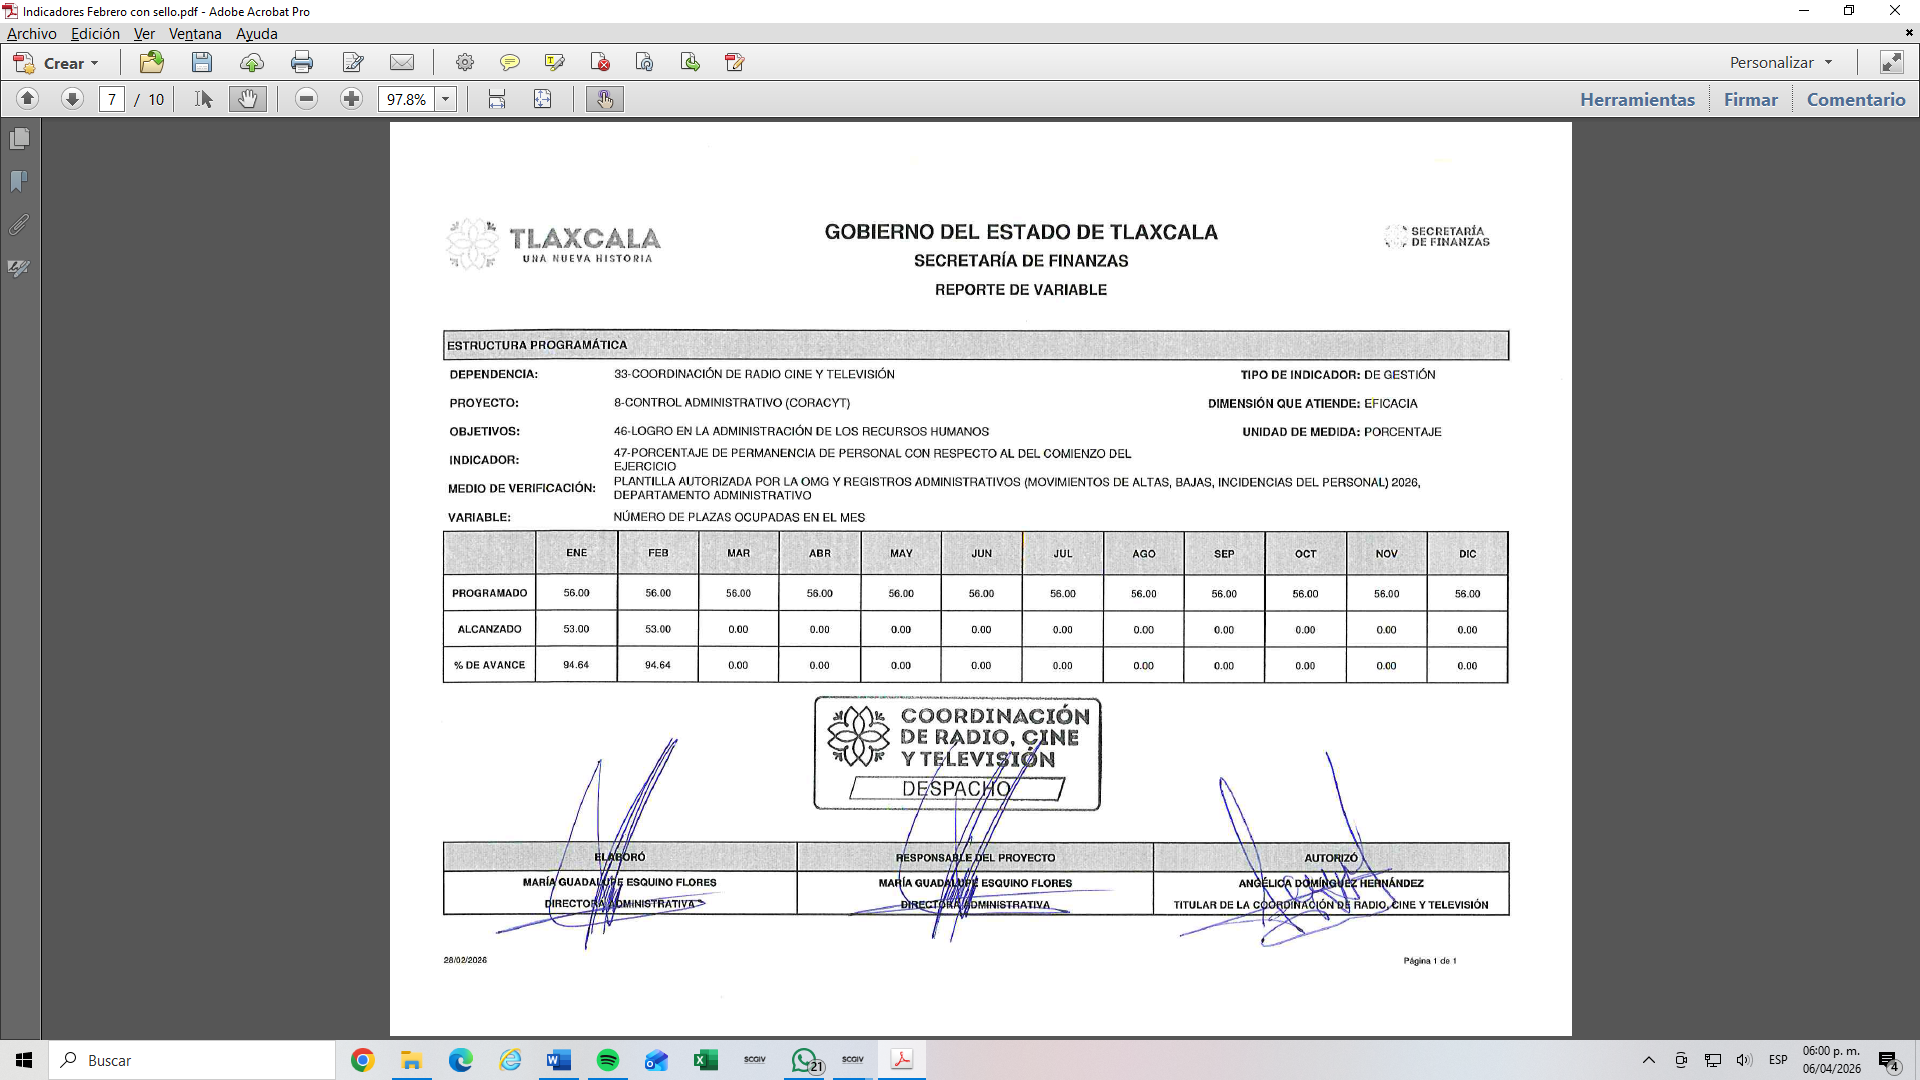 Indicadores Febrero con sello.pdf - Adobe Acrobat Pro
Archivo Edición Ver Ventana Ayuda
Crear
Personalizar
7 / 10
97.8%
Herramientas Firmar Comentario
TLAXCALA
UNA NUEVA HISTORIA
GOBIERNO DEL ESTADO DE TLAXCALA
SECRETARÍA DE FINANZAS
REPORTE DE VARIABLE
SECRETARÍA
DE FINANZAS
ESTRUCTURA PROGRAMÁTICA
DEPENDENCIA: 33-COORDINACIÓN DE RADIO CINE Y TELEVISIÓN TIPO DE INDICADOR: DE GESTIÓN
PROYECTO: 8-CONTROL ADMINISTRATIVO (CORACYT) DIMENSIÓN QUE ATIENDE: EFICACIA
OBJETIVOS: 46-LOGRO EN LA ADMINISTRACIÓN DE LOS RECURSOS HUMANOS UNIDAD DE MEDIDA: PORCENTAJE
INDICADOR: 47-PORCENTAJE DE PERMANENCIA DE PERSONAL CON RESPECTO AL DEL COMIENZO DEL
EJERCICIO
MEDIO DE VERIFICACIÓN: PLANTILLA AUTORIZADA POR LA OMG Y REGISTROS ADMINISTRATIVOS (MOVIMIENTOS DE ALTAS, BAJAS, INCIDENCIAS DEL PERSONAL) 2026,
DEPARTAMENTO ADMINISTRATIVO
VARIABLE: NÚMERO DE PLAZAS OCUPADAS EN EL MES
ENE FEB MAR ABR MAY JUN JUL AGO SEP OCT NOV DIC
PROGRAMADO 56.00 56.00 56.00 56.00 56.00 56.00 56.00 56.00 56.00 56.00 56.00 56.00
ALCANZADO 53.00 53.00 0.00 0.00 0.00 0.00 0.00 0.00 0.00 0.00 0.00 0.00
% DE AVANCE 94.64 94.64 0.00 0.00 0.00 0.00 0.00 0.00 0.00 0.00 0.00 0.00
COORDINACIÓN
DE RADIO, CINE
Y TELEVISIÓN
DESPACHO
ELABORÓ RESPONSABLE DEL PROYECTO AUTORIZÓ
MARÍA GUADALUPE ESQUINO FLORES MARÍA GUADALUPE ESQUINO FLORES ANGÉLICA DOMÍNGUEZ HERNÁNDEZ
DIRECTORA ADMINISTRATIVA DIRECTORA ADMINISTRATIVA TITULAR DE LA COORDINACIÓN DE RADIO, CINE Y TELEVISIÓN
28/02/2026 Página 1 de 1
Buscar
SCGIV
21
SCGIV
ESP
06:00 p. m.
06/04/2026
4